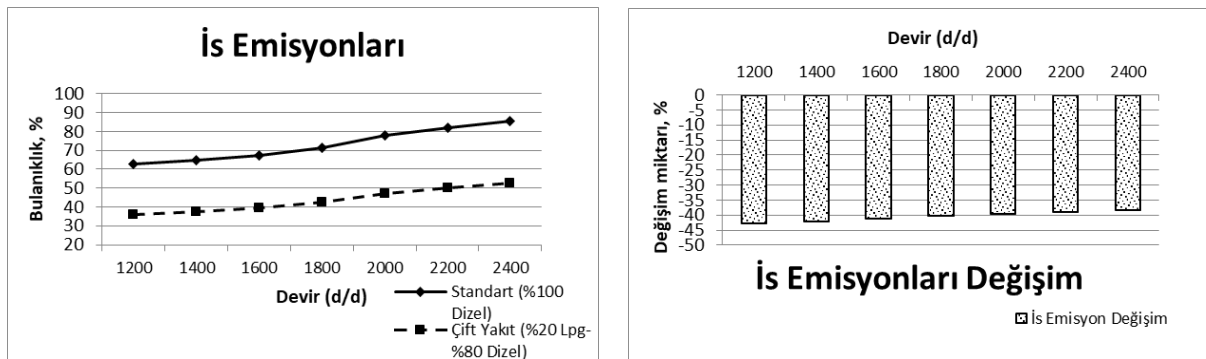 İs Emisyonları
100
90
80
70
60
50
40
30
20
Bulanıklık, %
1200 1400 1600 1800 2000 2200 2400
Devir (d/d)
Standart (%100
Dizel)
Çift Yakıt (%20 Lpg-
%80 Dizel)
Devir (d/d)
1200 1400 1600 1800 2000 2200 2400
0
-5
-10
-15
-20
-25
-30
-35
-40
-45
-50
Değişim miktarı, %
İs Emisyonları Değişim
İs Emisyon Değişim